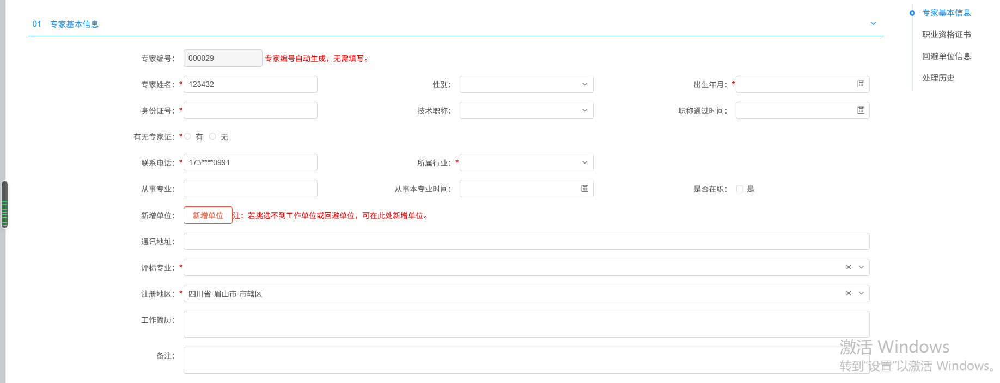 01 专家基本信息
专家编号： 000029 专家编号自动生成，无需填写。
专家姓名：* 123432 性别： 出生年月：*
身份证号：* 技术职称： 职称通过时间：
有无专家证：* 有 无
联系电话：* 173****0991 所属行业：*
从事专业： 从事本专业时间： 是否在职： 是
新增单位： 新增单位 注：若挑选不到工作单位或回避单位，可在此处新增单位。
通讯地址：
评标专业：*
注册地区：* 四川省·眉山市·市辖区
工作简历：
备注：
专家基本信息
职业资格证书
回避单位信息
处理历史
激活 Windows
转到“设置”以激活 Windows。